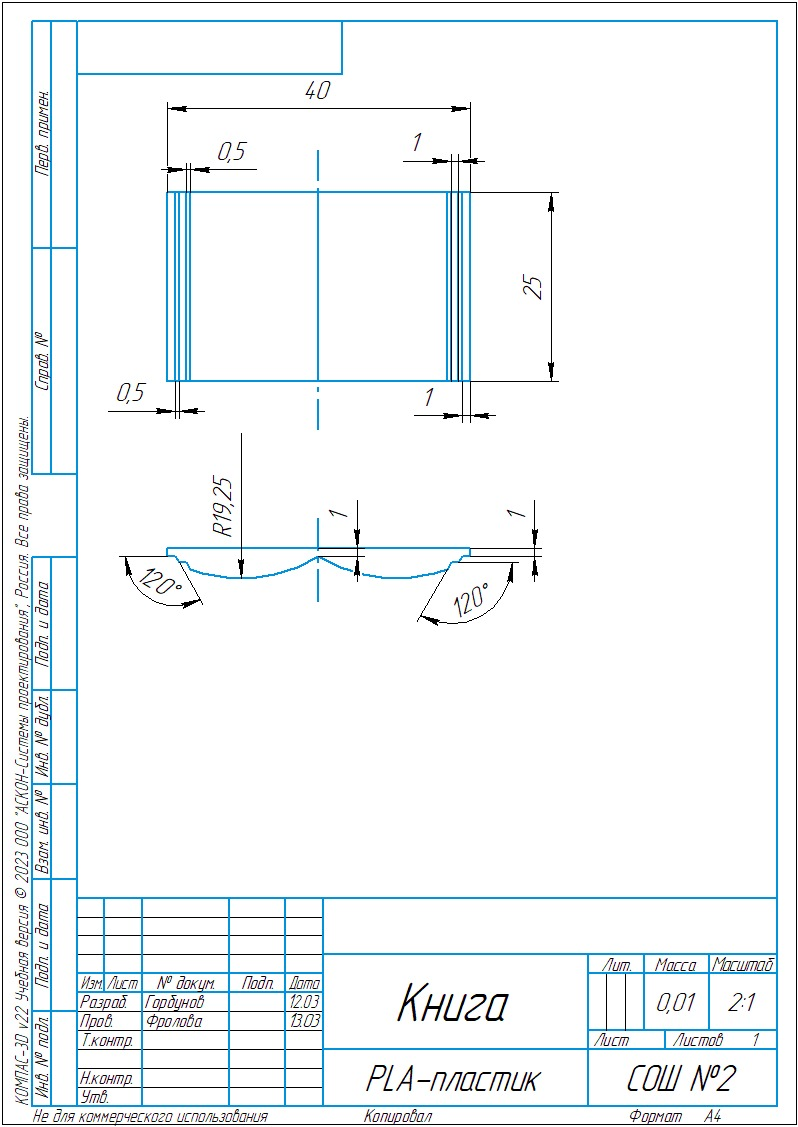 40
0,5
1
25
0,5
1
R19,25
1
1
120°
120°
Перв. примен.
Справ. №
Подп. и дата
Инв. № дубл.
Взам. инв. №
Подп. и дата
Инв. № подл.
КОМПАС-3D v22 Учебная версия © 2023 ООО "АСКОН-Системы проектирования", Россия. Все права защищены.
Изм. Лист № докум. Подп. Дата
Разраб. Горбунов 12.03
Пров. Фролова 13.03
Т.контр.
Н.контр.
Утв.
Книга
PLA-пластик
Лит. Масса Масштаб
0,01 2:1
Лист Листов 1
СОШ №2
Не для коммерческого использования Копировал Формат А4